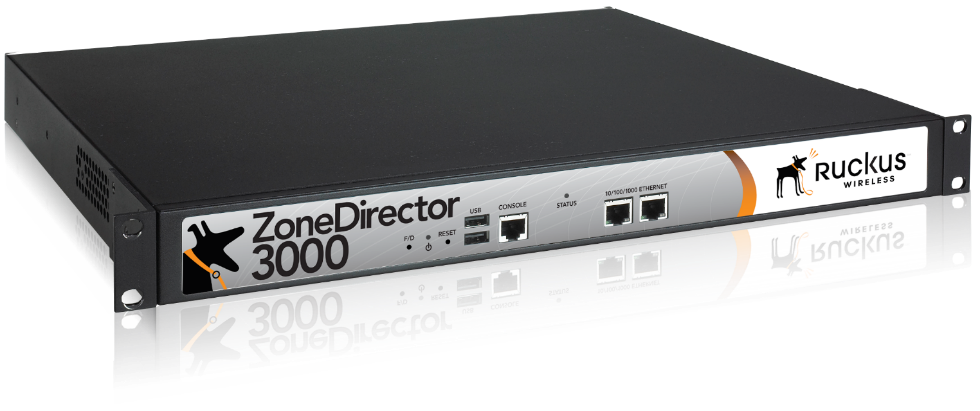 ZoneDirector
3000
F/D
RESET
USB
CONSOLE
STATUS
10/100/1000 ETHERNET
RUCKUS
WIRELESS